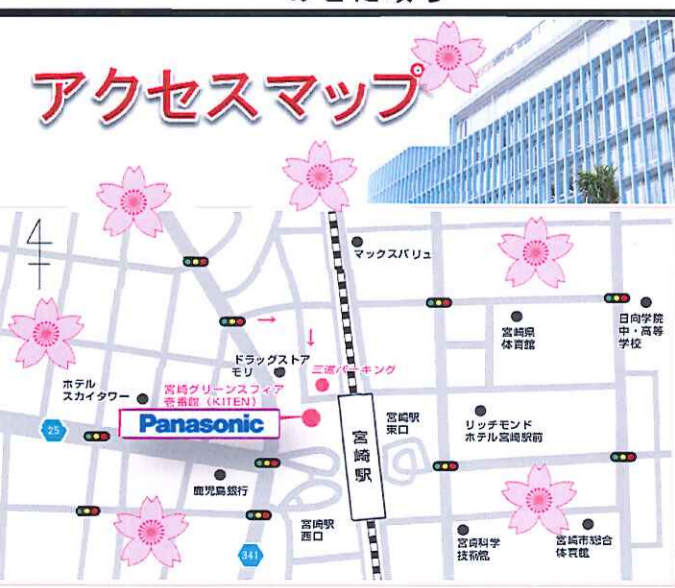 アクセスマップ
マックスバリュ
日向学院
中・高等
学校
宮崎県
体育館
ドラッグストア
モリ
三進パーキング
ホテル
スカイタワー
宮崎グリーンスフィア
壱番館（KITEN）
Panasonic
25
宮崎駅
宮崎駅
東口
リッチモンド
ホテル宮崎駅前
鹿児島銀行
宮崎駅
西口
341
宮崎科学
技術館
宮崎市総合
体育館